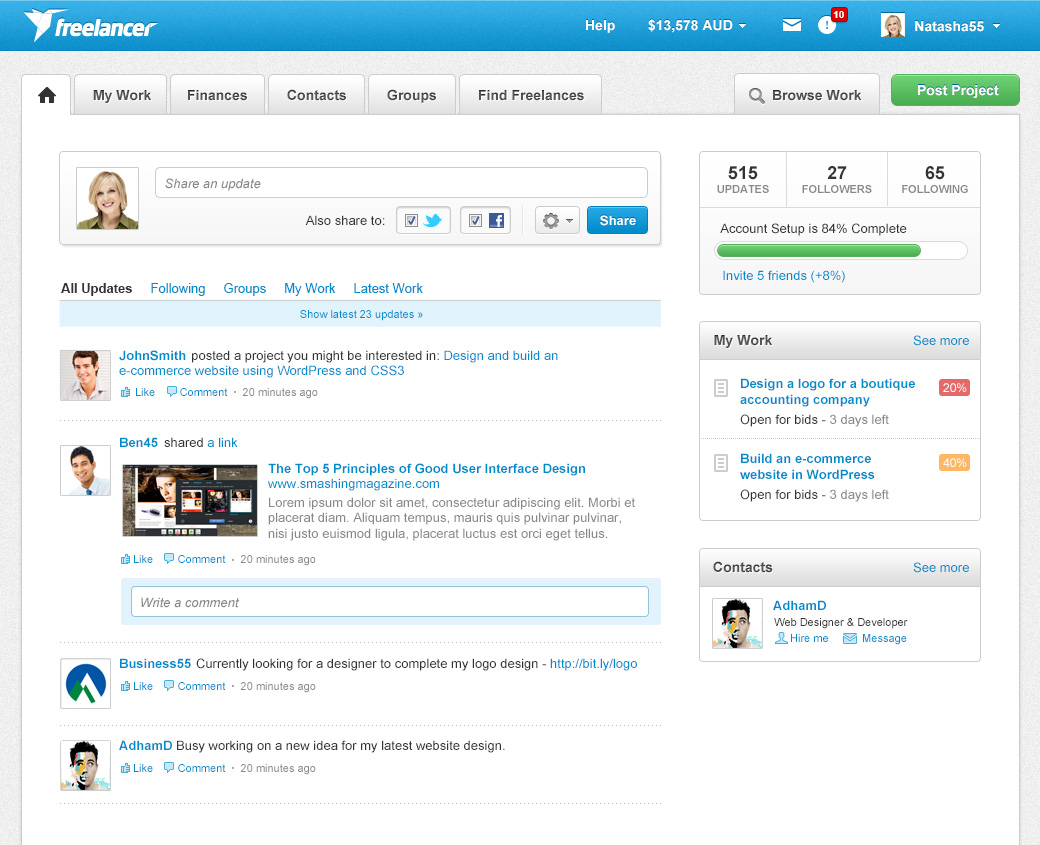 freelancer
Help
$13,578 AUD
10
Natasha55
My Work
Finances
Contacts
Groups
Find Freelances
Browse Work
Post Project
Share an update
Also share to:
Share
515
UPDATES
27
FOLLOWERS
65
FOLLOWING
Account Setup is 84% Complete
Invite 5 friends (+8%)
All Updates
Following
Groups
My Work
Latest Work
Show latest 23 updates »
JohnSmith posted a project you might be interested in: Design and build an
e-commerce website using WordPress and CSS3
Like Comment · 20 minutes ago
Ben45 shared a link
The Top 5 Principles of Good User Interface Design
www.smashingmagazine.com
Lorem ipsum dolor sit amet, consectetur adipiscing elit. Morbi et
placerat diam. Aliquam tempus, mauris quis pulvinar pulvinar,
nisi justo euismod ligula, placerat luctus est orci eget tellus.
Like Comment · 20 minutes ago
Write a comment
Business55 Currently looking for a designer to complete my logo design - http://bit.ly/logo
Like Comment · 20 minutes ago
AdhamD Busy working on a new idea for my latest website design.
Like Comment · 20 minutes ago
My Work
See more
Design a logo for a boutique
accounting company
20%
Open for bids - 3 days left
Build an e-commerce
website in WordPress
40%
Open for bids - 3 days left
Contacts
See more
AdhamD
Web Designer & Developer
Hire me Message